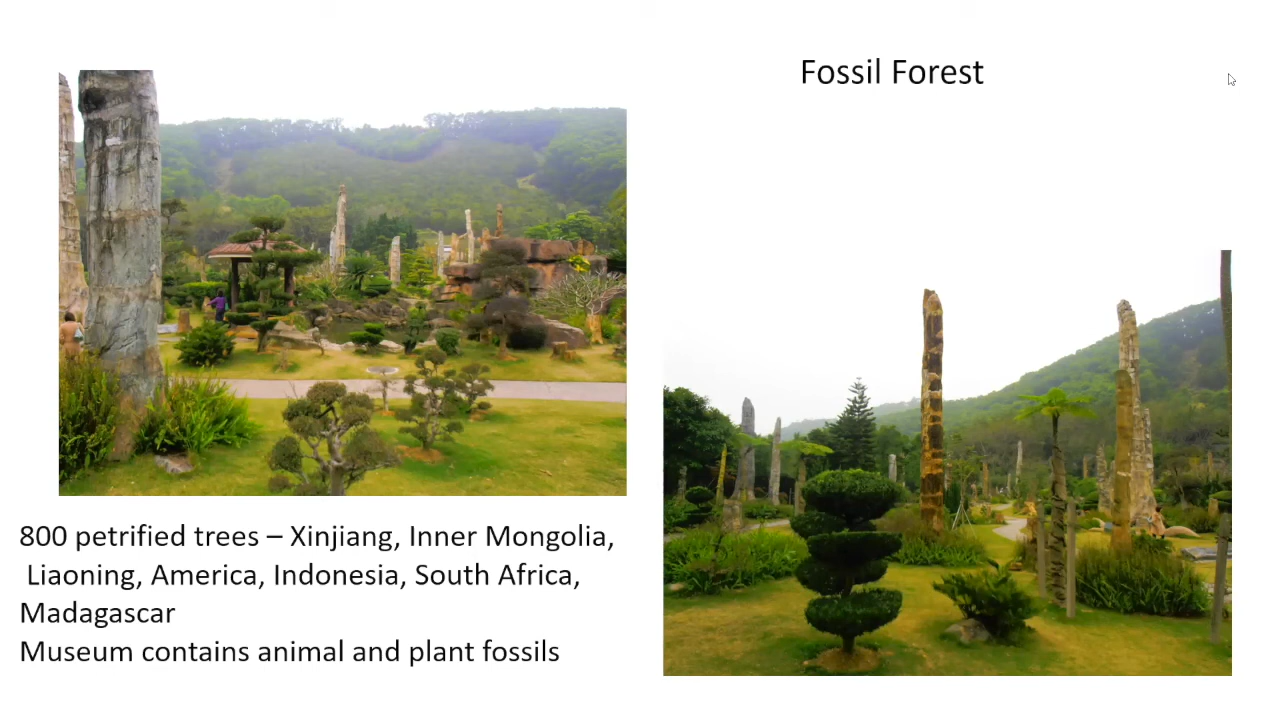 Fossil Forest
800 petrified trees – Xinjiang, Inner Mongolia,
Liaoning, America, Indonesia, South Africa,
Madagascar
Museum contains animal and plant fossils